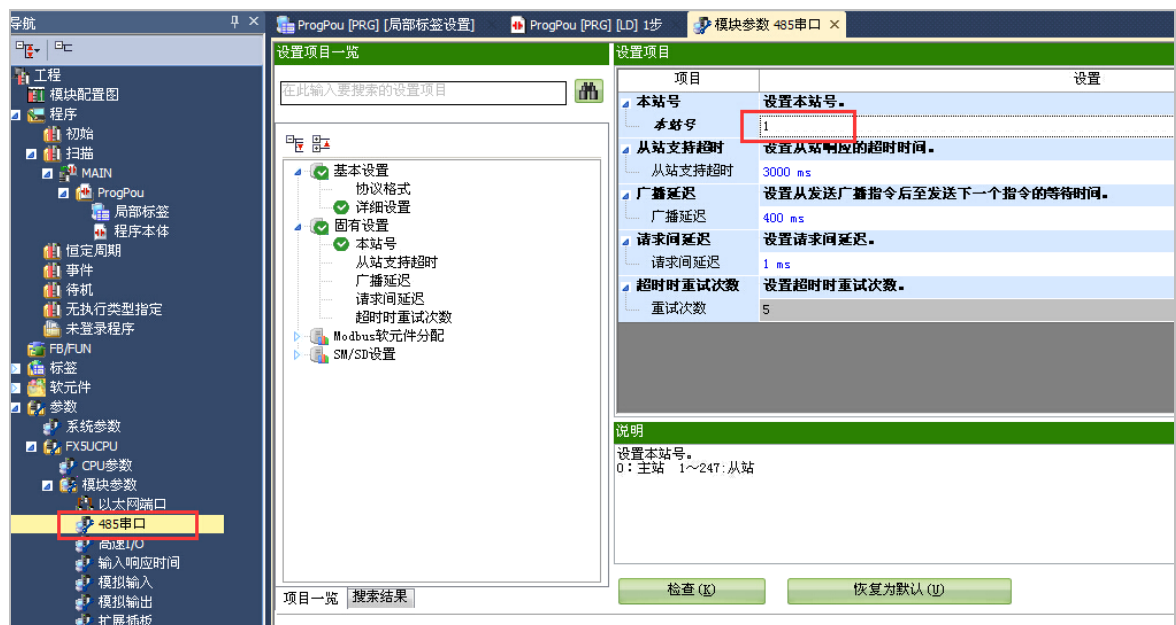 导航
ProgPou [PRG] [局部标签设置]
ProgPou [PRG] [LD] 1步
模块参数 485串口
工程
模块配置图
程序
初始
扫描
MAIN
ProgPou
局部标签
程序本体
恒定周期
事件
待机
无执行类型指定
未登录程序
FB/FUN
标签
软元件
参数
系统参数
FX5UCPU
CPU参数
模块参数
以太网端口
485串口
高速I/O
输入响应时间
模拟输入
模拟输出
扩展插板
设置项目一览
在此输入要搜索的设置项目
基本设置
协议格式
详细设置
固有设置
本站号
从站支持超时
广播延迟
请求间延迟
超时时重试次数
Modbus软元件分配
SM/SD设置
项目一览 搜索结果
设置项目
项目 设置
本站号 设置本站号。
本站号 1
从站支持超时 设置从站响应的超时时间。
从站支持超时 3000 ms
广播延迟 设置从发送广播指令后至发送下一个指令的等待时间。
广播延迟 400 ms
请求间延迟 设置请求间延迟。
请求间延迟 1 ms
超时时重试次数 设置超时时重试次数。
重试次数 5
说明
设置本站号。
0：主站 1～247:从站
检查(K) 恢复为默认(U)